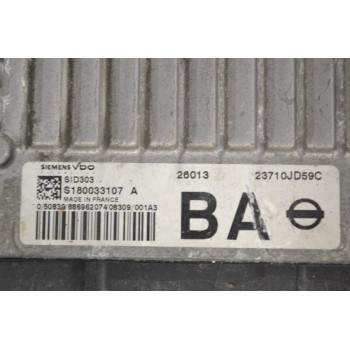 SIEMENS VDO
SID303 26013 23710JD59C
S180033107 A
MADE IN FRANCE
BA